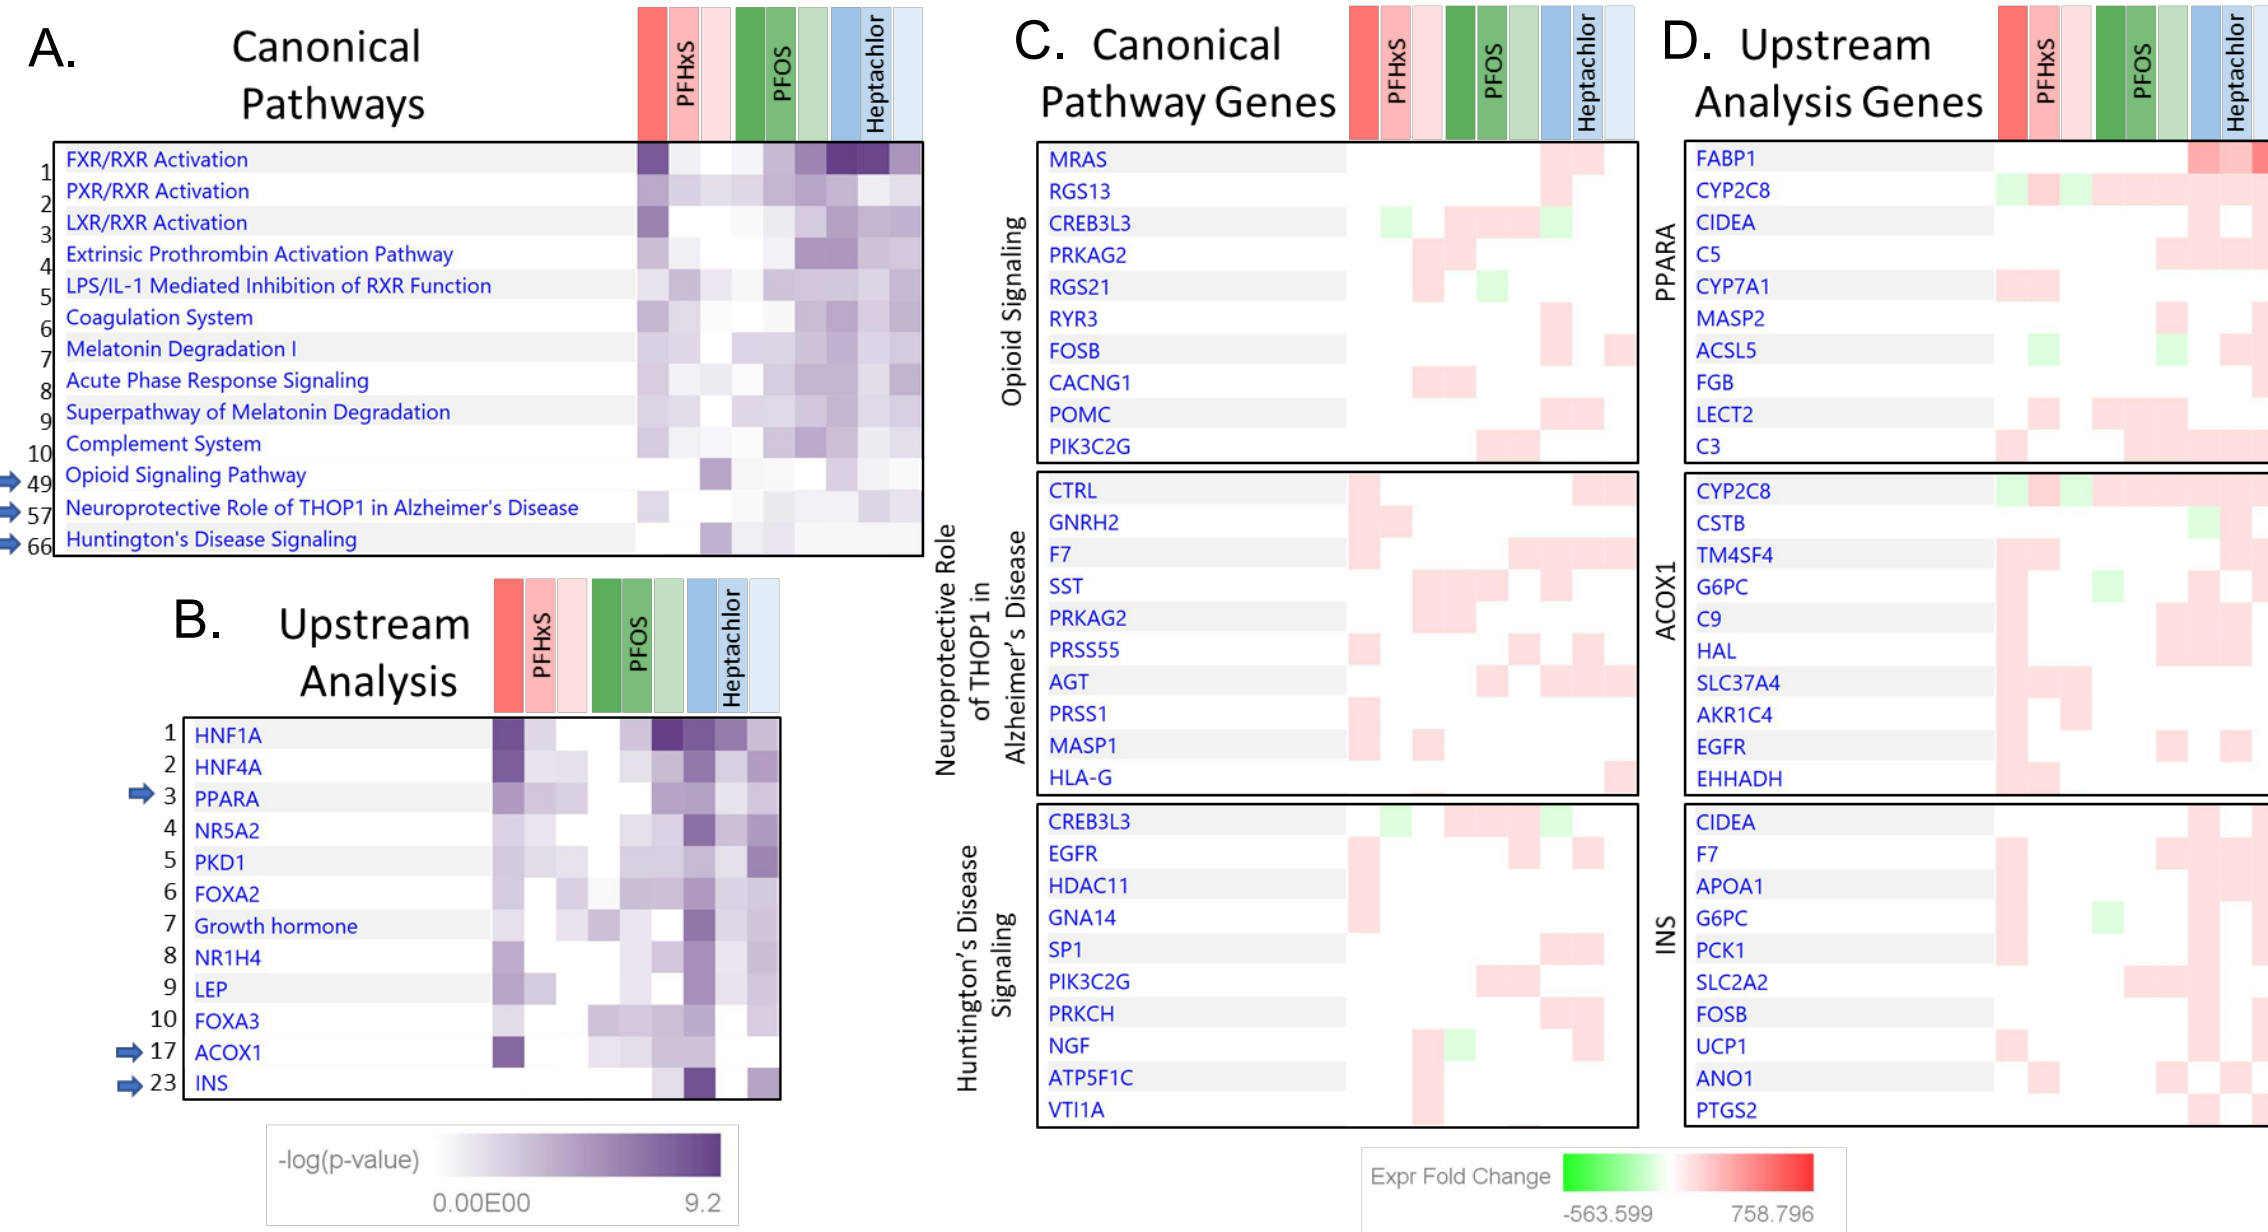 A.
Canonical
Pathways
PFHxS
PFOS
Heptachlor
1 FXR/RXR Activation
2 PXR/RXR Activation
3 LXR/RXR Activation
4 Extrinsic Prothrombin Activation Pathway
5 LPS/IL-1 Mediated Inhibition of RXR Function
6 Coagulation System
7 Melatonin Degradation I
8 Acute Phase Response Signaling
9 Superpathway of Melatonin Degradation
10 Complement System
49 Opioid Signaling Pathway
57 Neuroprotective Role of THOP1 in Alzheimer's Disease
66 Huntington's Disease Signaling
B.
Upstream
Analysis
PFHxS
PFOS
Heptachlor
1 HNF1A
2 HNF4A
3 PPARA
4 NR5A2
5 PKD1
6 FOXA2
7 Growth hormone
8 NR1H4
9 LEP
10 FOXA3
17 ACOX1
23 INS
-log(p-value)
0.00E00 9.2
C.
Canonical
Pathway Genes
PFHxS
PFOS
Heptachlor
Opioid Signaling
MRAS
RGS13
CREB3L3
PRKAG2
RGS21
RYR3
FOSB
CACNG1
POMC
PIK3C2G
Neuroprotective Role
of THOP1 in
Alzheimer's Disease
CTRL
GNRH2
F7
SST
PRKAG2
PRSS55
AGT
PRSS1
MASP1
HLA-G
Huntington's Disease
Signaling
CREB3L3
EGFR
HDAC11
GNA14
SP1
PIK3C2G
PRKCH
NGF
ATP5F1C
VTI1A
D.
Upstream
Analysis Genes
PFHxS
PFOS
Heptachlor
PPARA
FABP1
CYP2C8
CIDEA
C5
CYP7A1
MASP2
ACSL5
FGB
LECT2
C3
ACOX1
CYP2C8
CSTB
TM4SF4
G6PC
C9
HAL
SLC37A4
AKR1C4
EGFR
EHHADH
INS
CIDEA
F7
APOA1
G6PC
PCK1
SLC2A2
FOSB
UCP1
ANO1
PTGS2
Expr Fold Change
-563.599 758.796